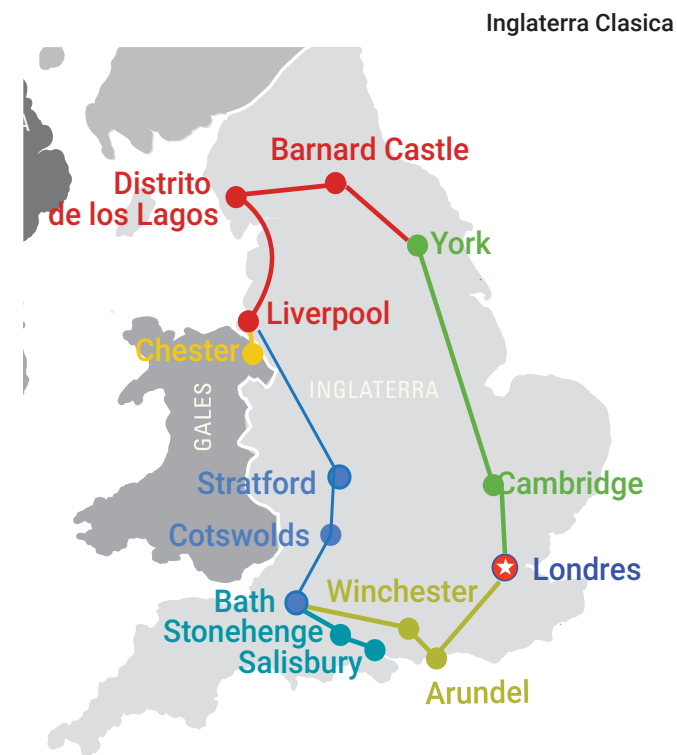 Inglaterra Clasica
A
Barnard Castle
Distrito
de los Lagos
York
Liverpool
Chester
INGLATERRA
GALES
Stratford
Cambridge
Cotswolds
Londres
Winchester
Bath
Stonehenge
Salisbury
Arundel